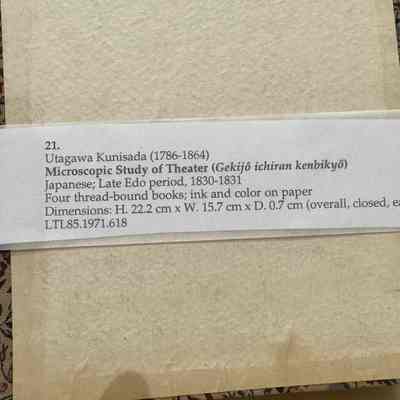 21.
Utagawa Kunisada (1786-1864)
Microscopic Study of Theater (Gekijô ichiran kenbikyô)
Japanese; Late Edo period, 1830-1831
Four thread-bound books; ink and color on paper
Dimensions: H. 22.2 cm x W. 15.7 cm x D. 0.7 cm (overall, closed, ea
LTL85.1971.618